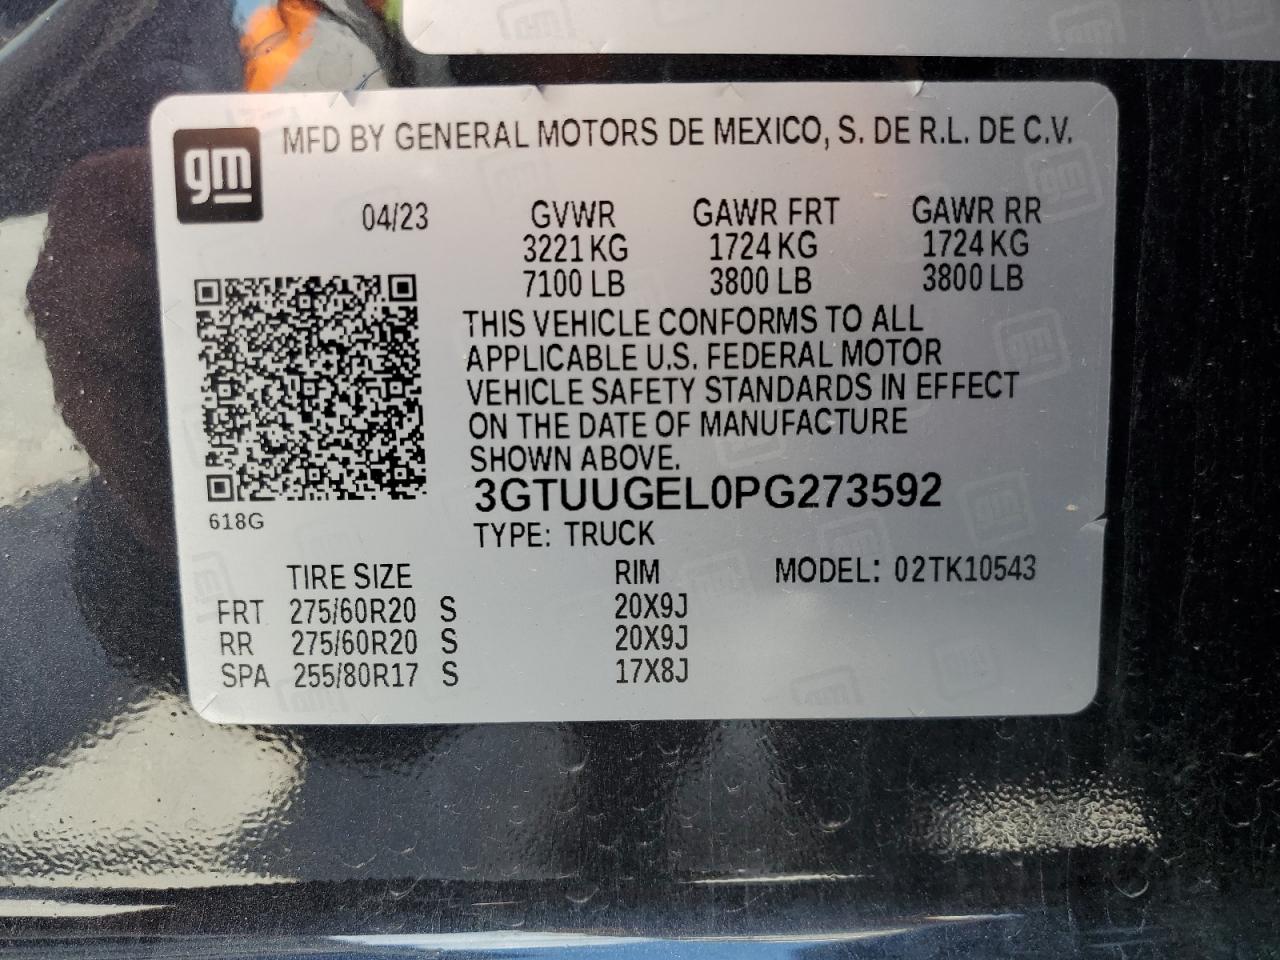 gm
MFD BY GENERAL MOTORS DE MEXICO, S. DE R.L. DE C.V.
04/23 GVWR GAWR FRT GAWR RR
3221 KG 1724 KG 1724 KG
7100 LB 3800 LB 3800 LB
THIS VEHICLE CONFORMS TO ALL
APPLICABLE U.S. FEDERAL MOTOR
VEHICLE SAFETY STANDARDS IN EFFECT
ON THE DATE OF MANUFACTURE
SHOWN ABOVE.
3GTUUGEL0PG273592
618G
TYPE: TRUCK
TIRE SIZE RIM MODEL: 02TK10543
FRT 275/60R20 S 20X9J
RR 275/60R20 S 20X9J
SPA 255/80R17 S 17X8J